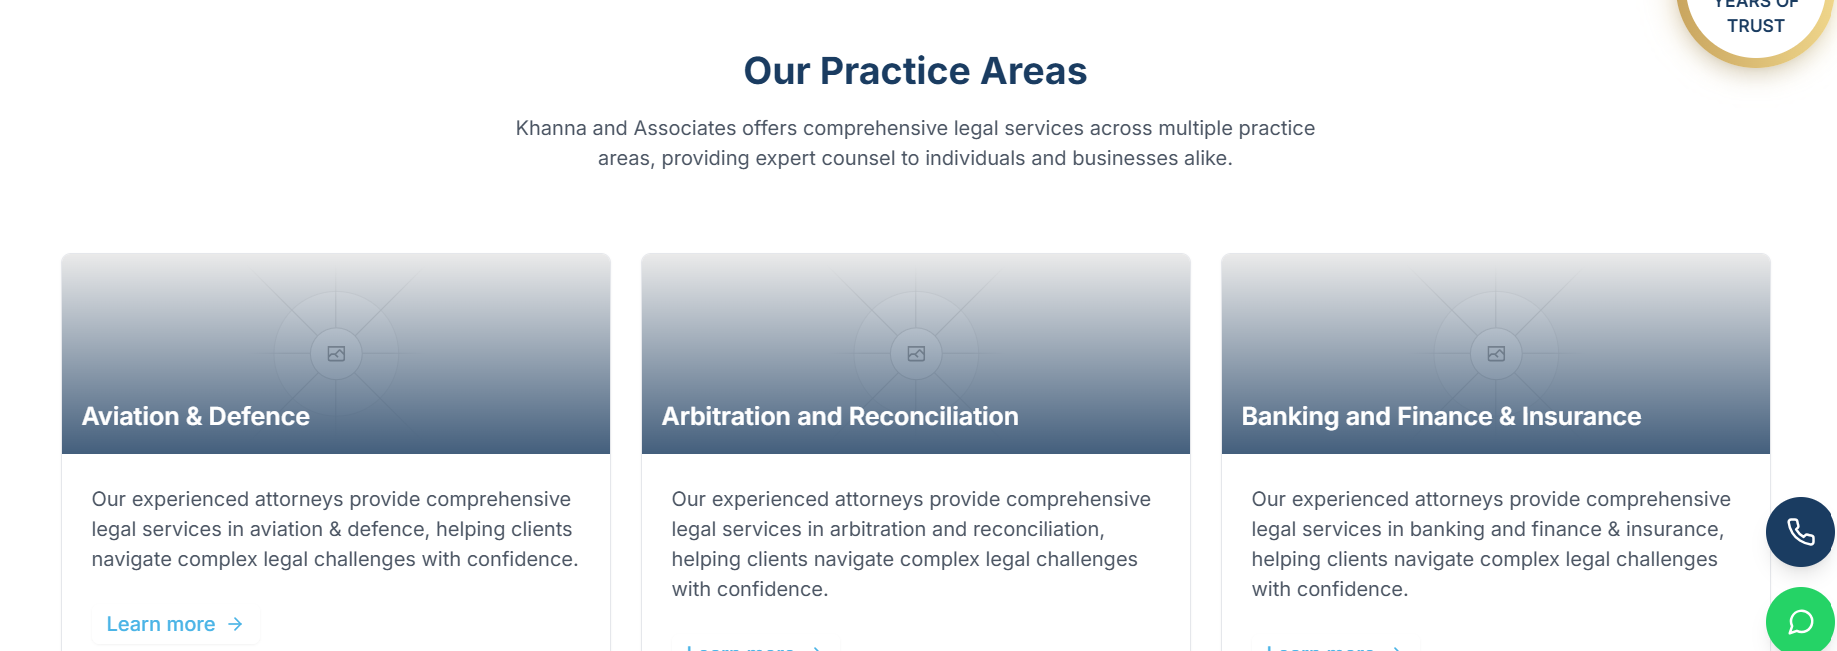 YEARS OF
TRUST
Our Practice Areas
Khanna and Associates offers comprehensive legal services across multiple practice
areas, providing expert counsel to individuals and businesses alike.
Aviation & Defence
Our experienced attorneys provide comprehensive
legal services in aviation & defence, helping clients
navigate complex legal challenges with confidence.
Learn more →
Arbitration and Reconciliation
Our experienced attorneys provide comprehensive
legal services in arbitration and reconciliation,
helping clients navigate complex legal challenges
with confidence.
Learn more
Banking and Finance & Insurance
Our experienced attorneys provide comprehensive
legal services in banking and finance & insurance,
helping clients navigate complex legal challenges
with confidence.
Learn more